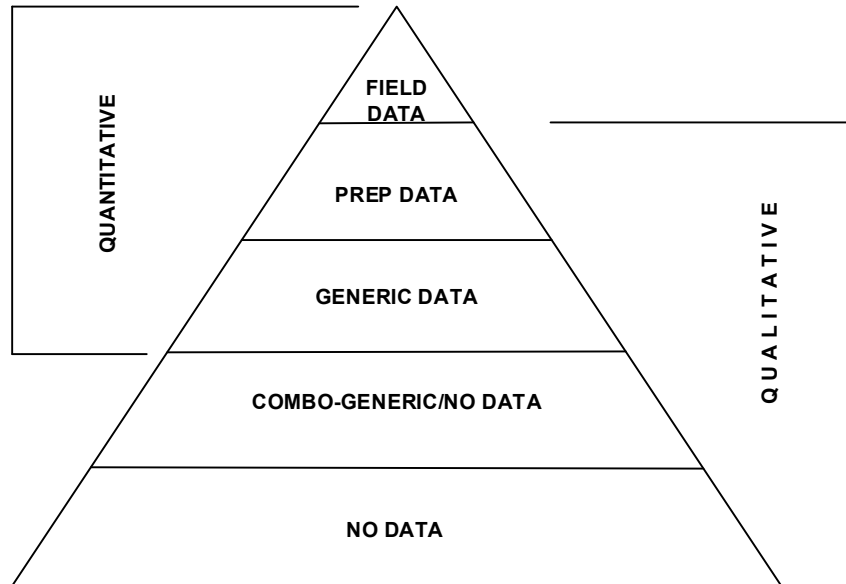 FIELD
DATA
QUANTITATIVE
PREP DATA
QUALITATIVE
GENERIC DATA
COMBO-GENERIC/NO DATA
NO DATA